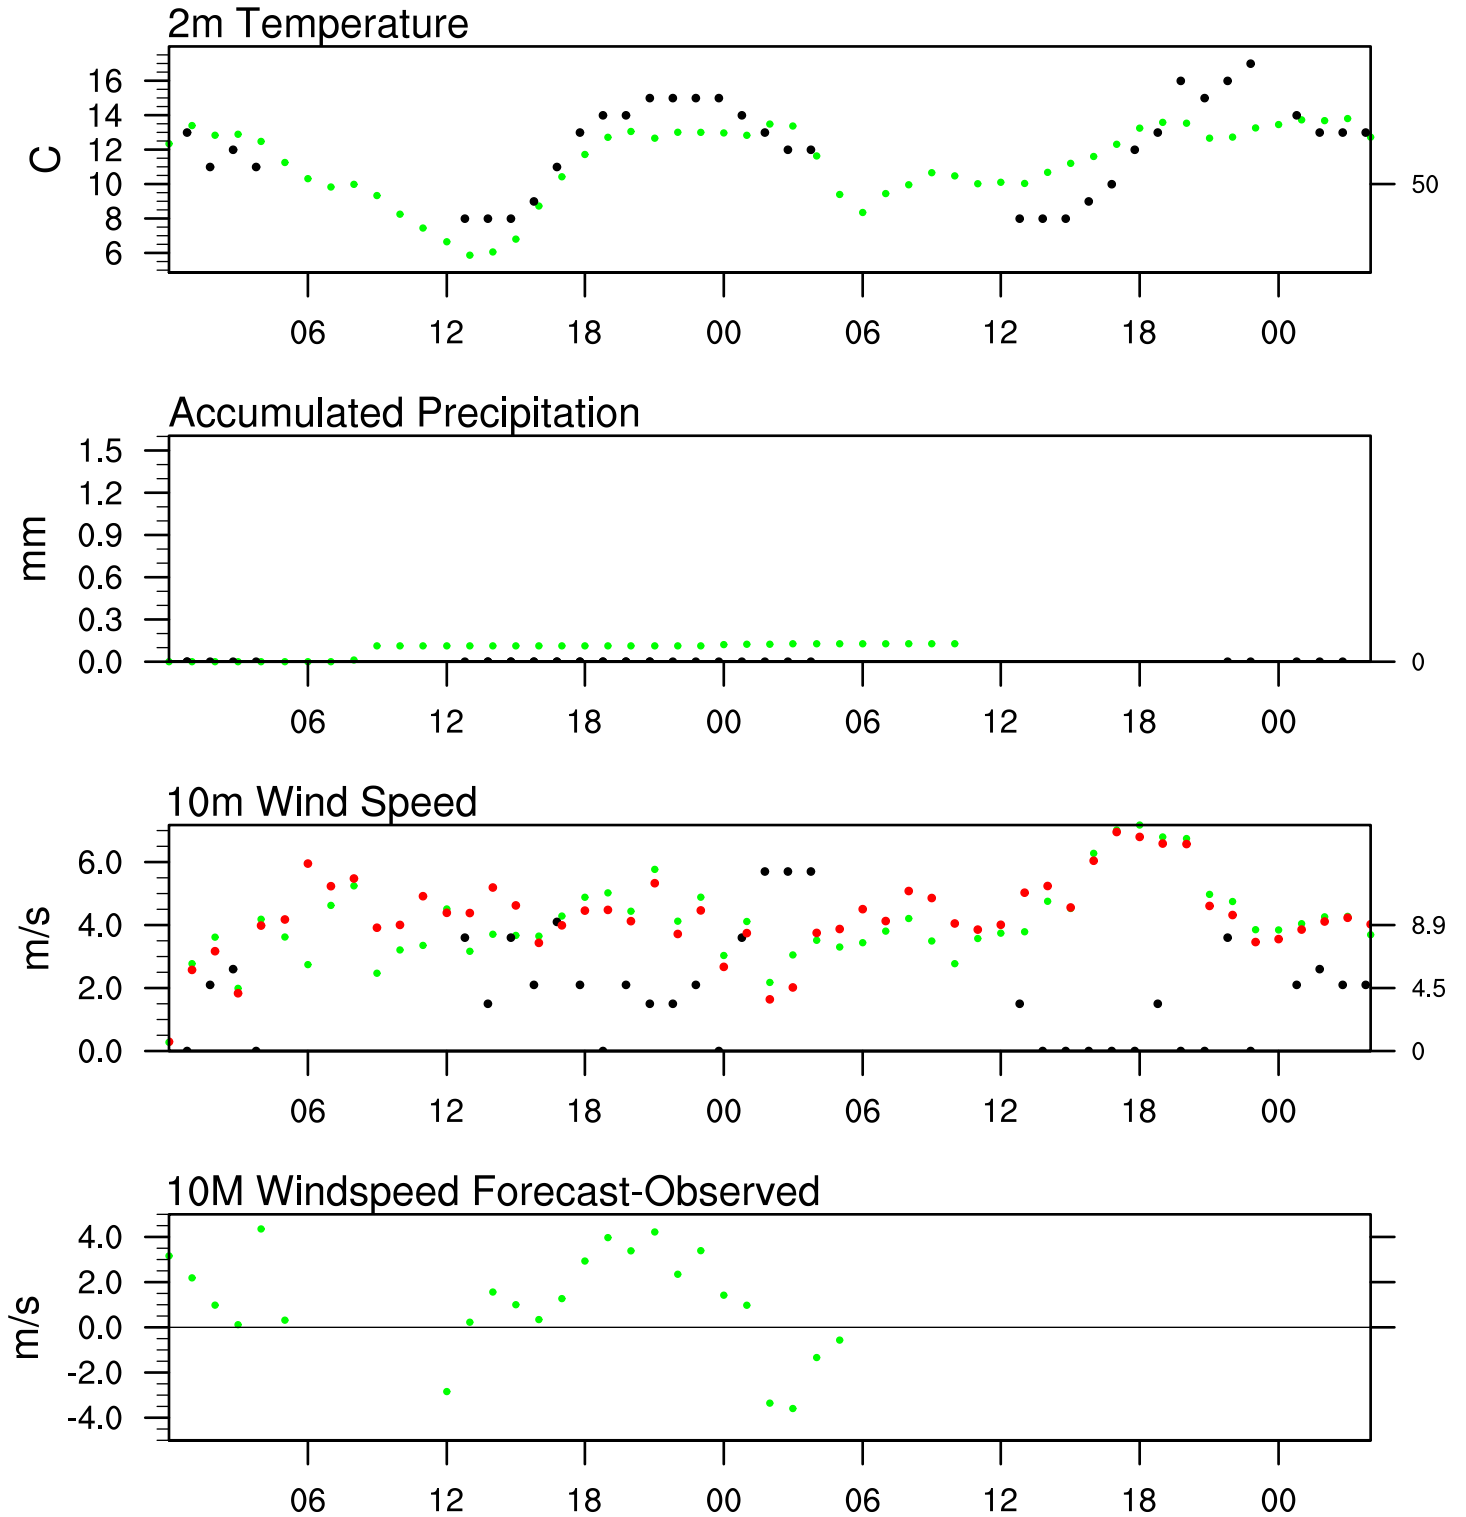 2m Temperature
16
14
12
10
8
6
C
50
06 12 18 00 06 12 18 00
Accumulated Precipitation
1.5
1.2
0.9
0.6
0.3
0.0
mm
0
06 12 18 00 06 12 18 00
10m Wind Speed
6.0
4.0
2.0
0.0
m/s
8.9
4.5
0
06 12 18 00 06 12 18 00
10M Windspeed Forecast-Observed
4.0
2.0
0.0
-2.0
-4.0
m/s
06 12 18 00 06 12 18 00